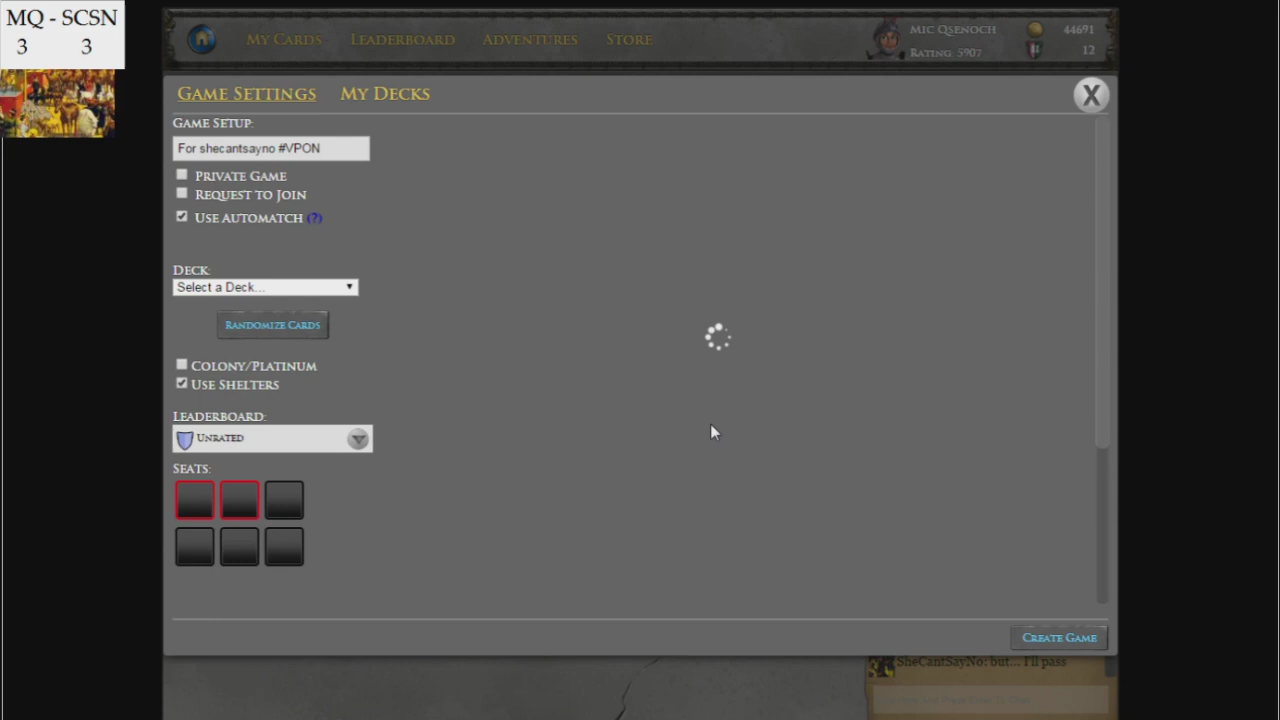 MQ - SCSN
3 3
MY CARDS LEADERBOARD ADVENTURES STORE
MIC QSENOCH
RATING: 5907
44691
12
GAME SETTINGS MY DECKS
X
GAME SETUP:
For shecantsayno #VPON
PRIVATE GAME
REQUEST TO JOIN
USE AUTOMATCH (?)
DECK:
Select a Deck...
RANDOMIZE CARDS
COLONY/PLATINUM
USE SHELTERS
LEADERBOARD:
UNRATED
SEATS:
CREATE GAME
SheCantSayNo: but... I'll pass